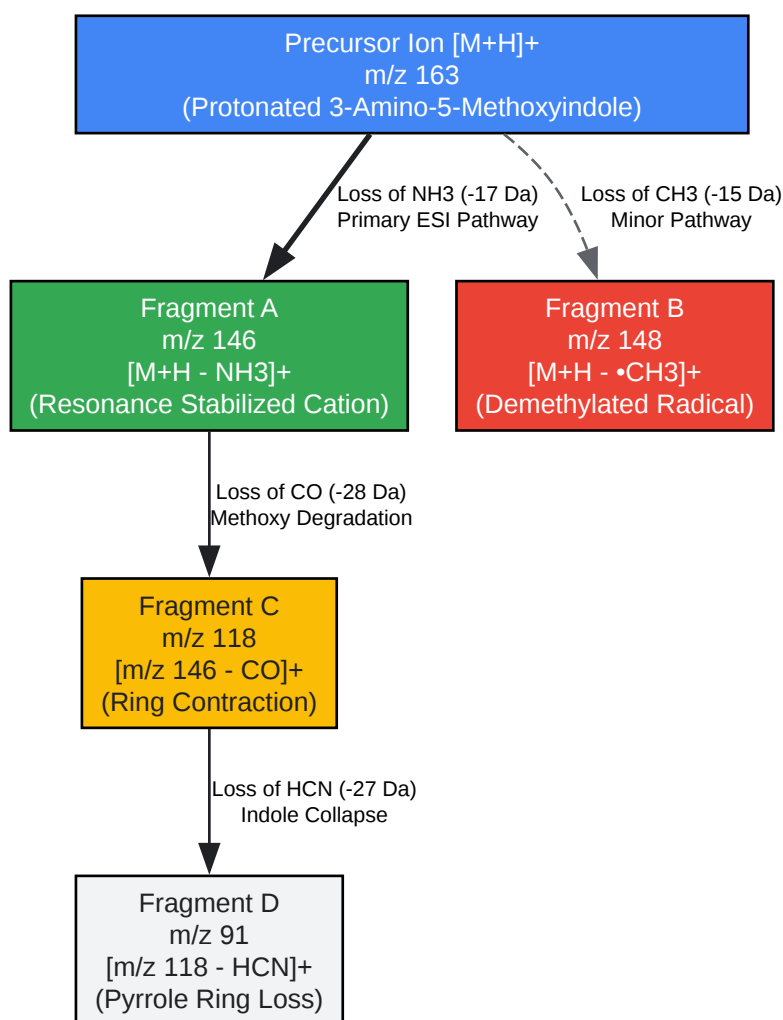 Precursor Ion [M+H]+
m/z 163
(Protonated 3-Amino-5-Methoxyindole)
Loss of NH3 (-17 Da)
Primary ESI Pathway
Loss of CH3 (-15 Da)
Minor Pathway
Fragment A
m/z 146
[M+H - NH3]+
(Resonance Stabilized Cation)
Fragment B
m/z 148
[M+H - •CH3]+
(Demethylated Radical)
Loss of CO (-28 Da)
Methoxy Degradation
Fragment C
m/z 118
[m/z 146 - CO]+
(Ring Contraction)
Loss of HCN (-27 Da)
Indole Collapse
Fragment D
m/z 91
[m/z 118 - HCN]+
(Pyrrole Ring Loss)